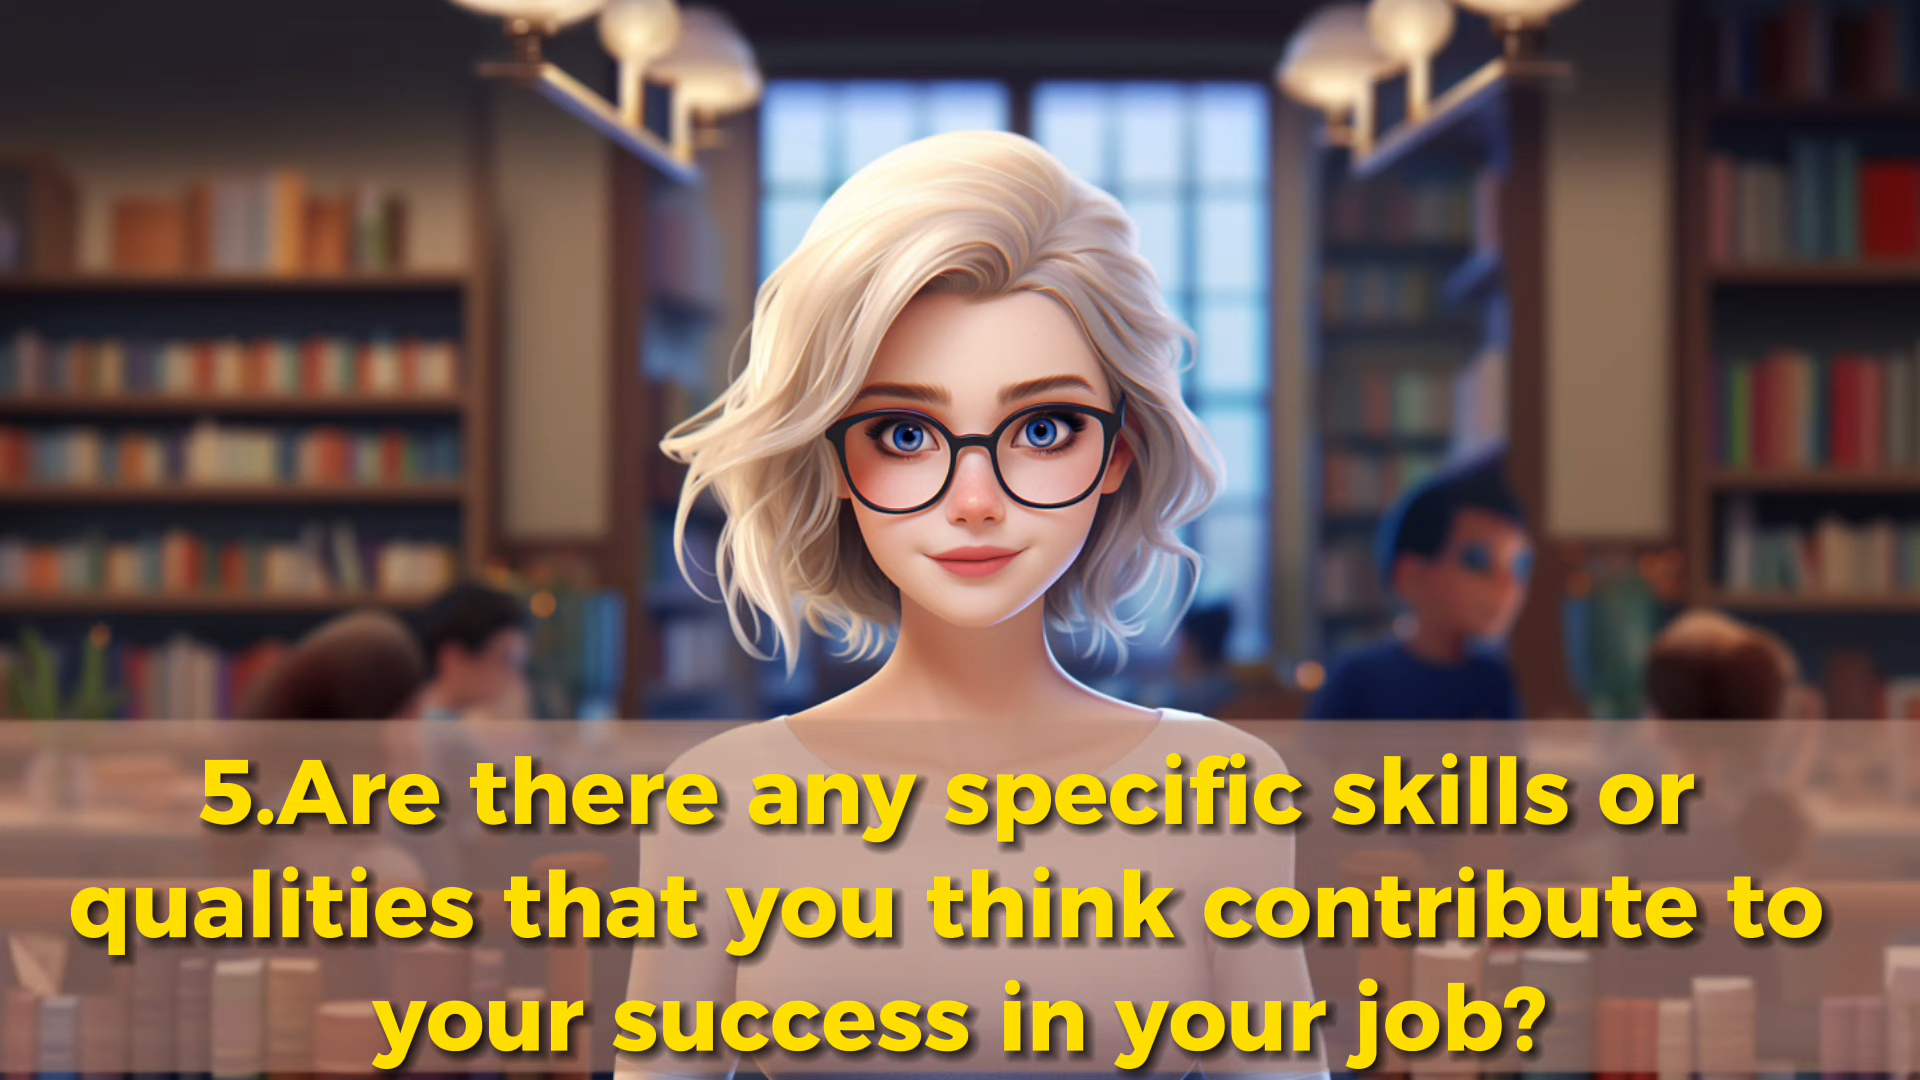 5.Are there any specific skills or
qualities that you think contribute to
your success in your job?